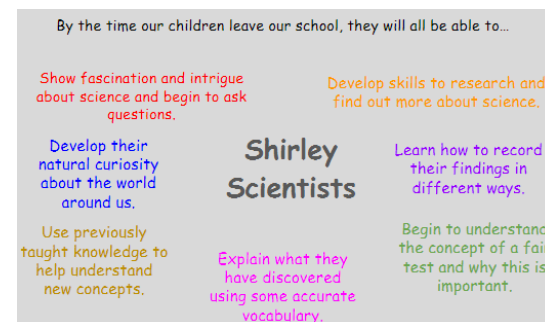 By the time our children leave our school, they will all be able to...
Show fascination and intrigue
about science and begin to ask
questions.
Develop skills to research and
find out more about science.
Develop their
natural curiosity
about the world
around us.
Shirley
Scientists
Learn how to record
their findings in
different ways.
Use previously
taught knowledge to
help understand
new concepts.
Explain what they
have discovered
using some accurate
vocabulary.
Begin to understand
the concept of a fair
test and why this is
important.